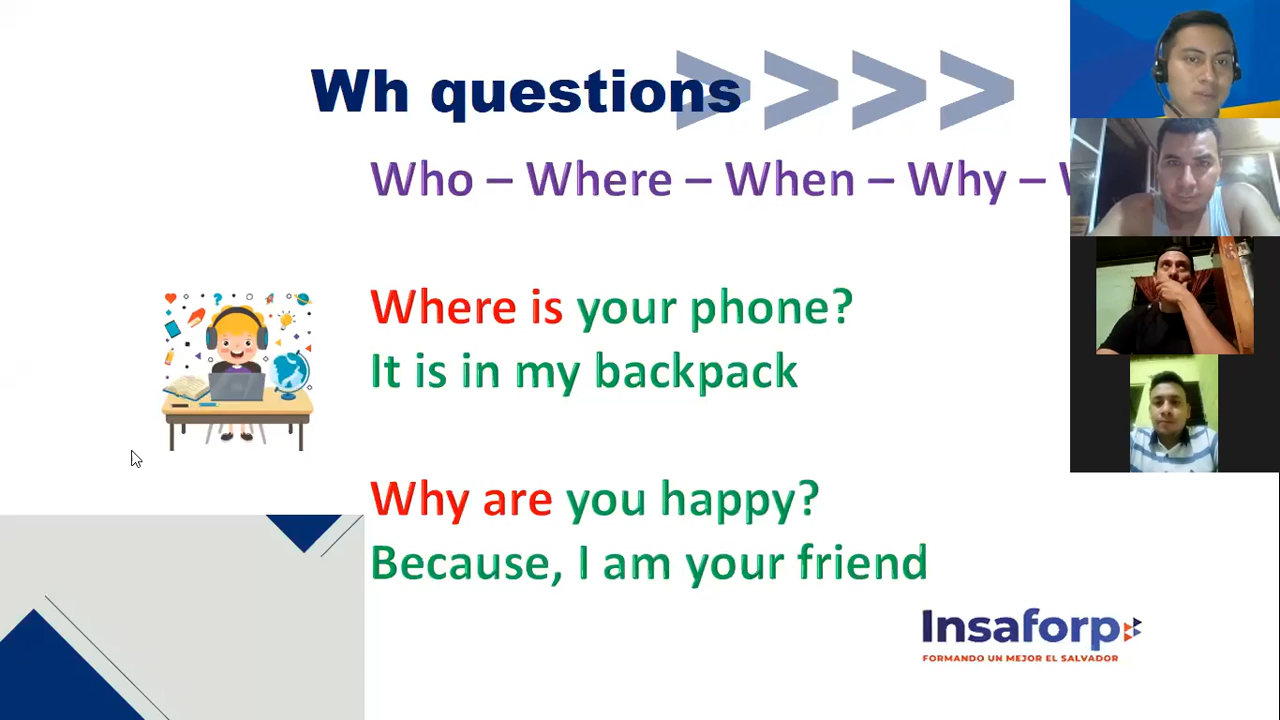 Wh questions
Who – Where – When – Why –
Where is your phone?
It is in my backpack
Why are you happy?
Because, I am your friend
Insaforp
FORMANDO UN MEJOR EL SALVADOR